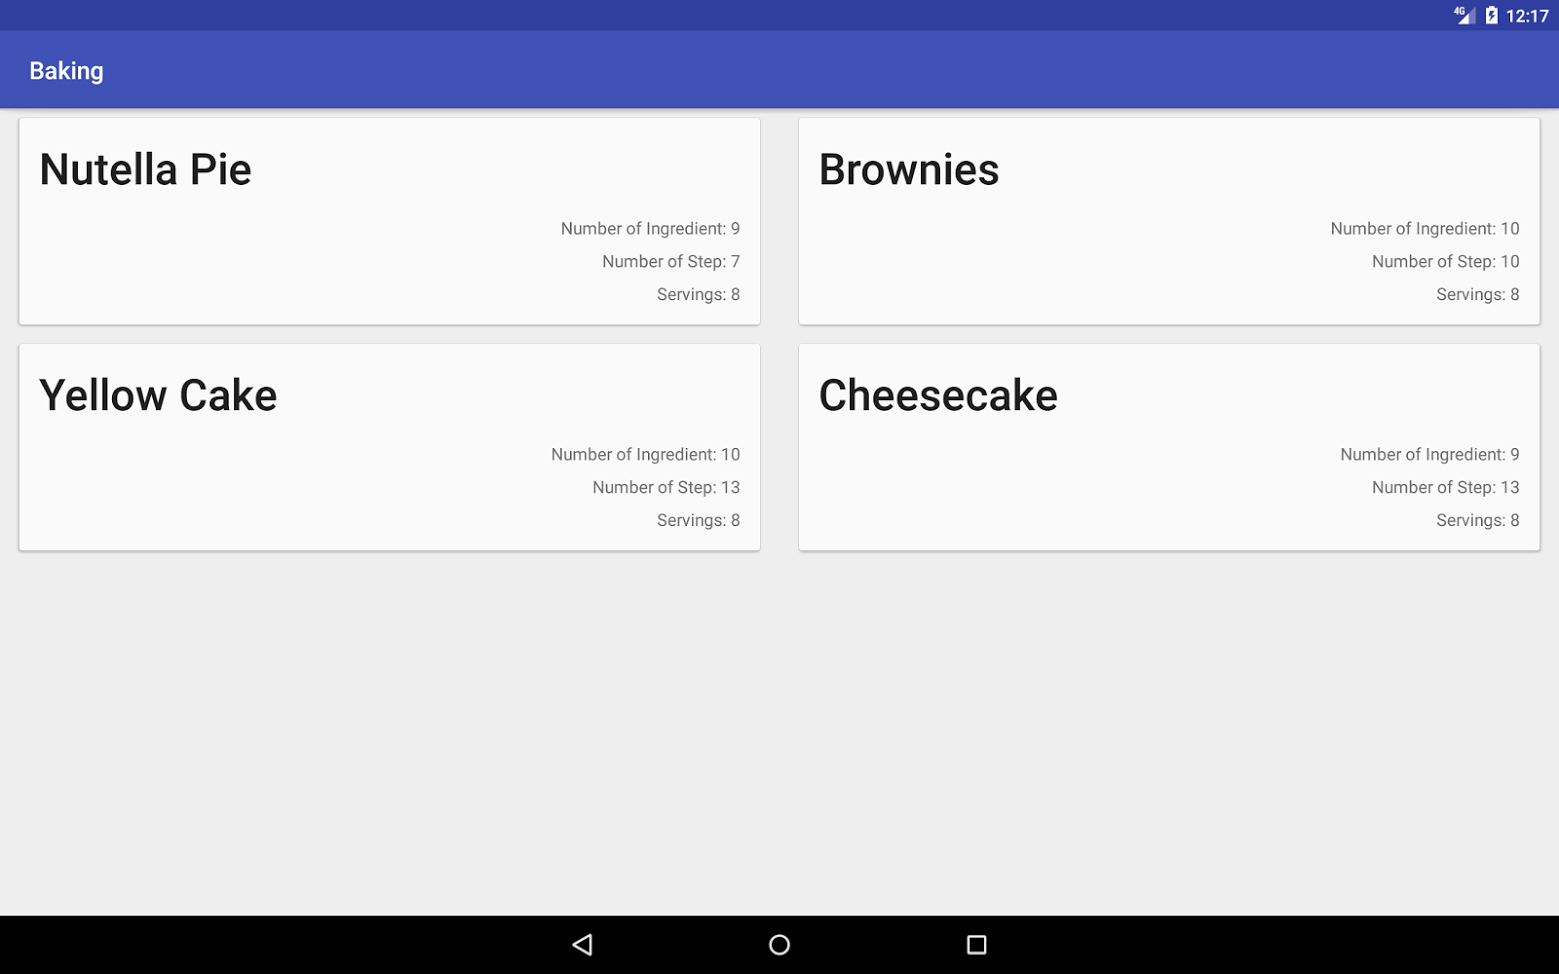 4G 12:17
Baking
Nutella Pie
Number of Ingredient: 9
Number of Step: 7
Servings: 8
Brownies
Number of Ingredient: 10
Number of Step: 10
Servings: 8
Yellow Cake
Number of Ingredient: 10
Number of Step: 13
Servings: 8
Cheesecake
Number of Ingredient: 9
Number of Step: 13
Servings: 8